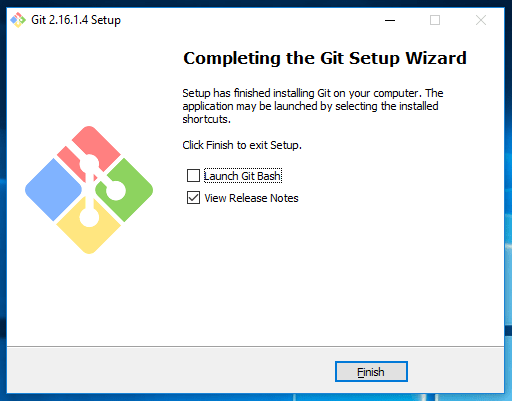 Git 2.16.1.4 Setup
Completing the Git Setup Wizard
Setup has finished installing Git on your computer. The
application may be launched by selecting the installed
shortcuts.
Click Finish to exit Setup.
Launch Git Bash
View Release Notes
Finish